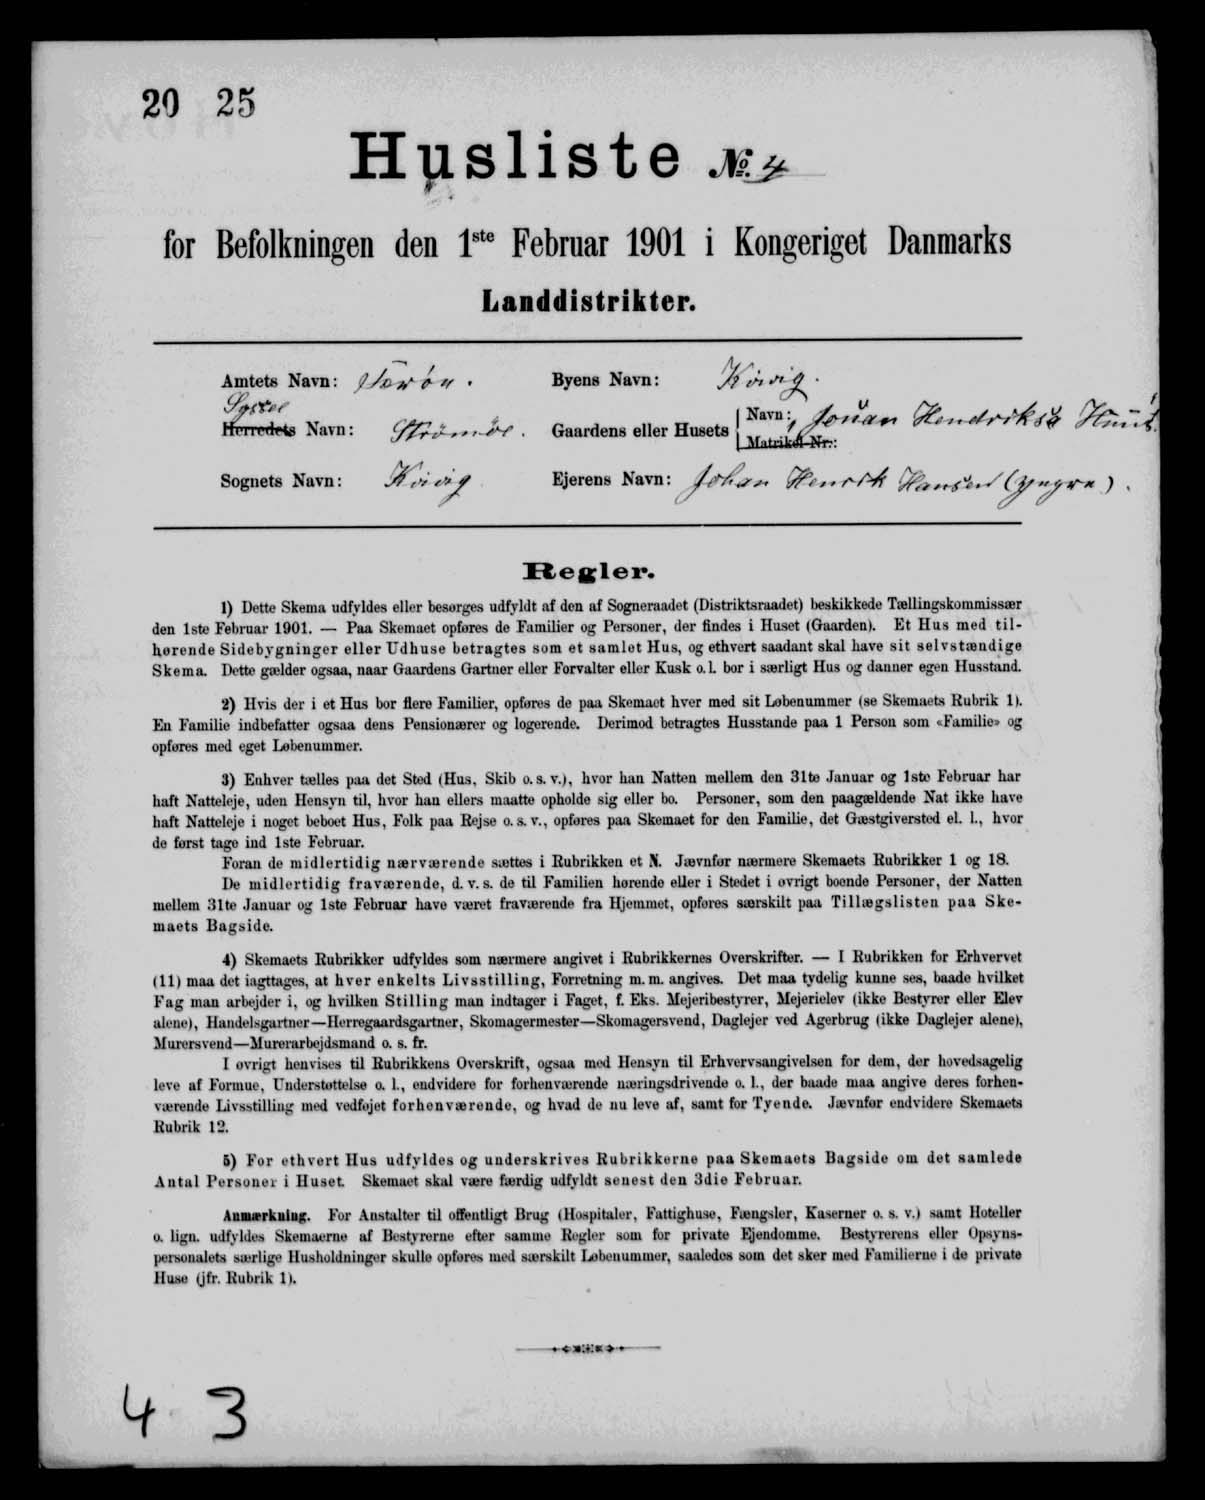 20 25
Husliste No. 4
for Befolkningen den 1ste Februar 1901 i Kongeriget Danmarks
Landdistrikter.
Amtets Navn: Færöe. Byens Navn: Kvivig.
Syssel
Herredets Navn: Strömöe. Gaardens eller Husets Navn: Jóuan Hendriksa Huus.
Matrikel-Nr.:
Sognets Navn: Kvivig Ejerens Navn: Johan Henrik Hansen (yngre).
Regler.
1) Dette Skema udfyldes eller besørges udfyldt af den af Sogneraadet (Distriktsraadet) beskikkede Tællingskommissær
den 1ste Februar 1901. — Paa Skemaet opføres de Familier og Personer, der findes i Huset (Gaarden). Et Hus med til-
hørende Sidebygninger eller Udhuse betragtes som et samlet Hus, og ethvert saadant skal have sit selvstændige
Skema. Dette gælder ogsaa, naar Gaardens Gartner eller Forvalter eller Kusk o. l. bor i særligt Hus og danner egen Husstand.
2) Hvis der i et Hus bor flere Familier, opføres de paa Skemaet hver med sit Løbenummer (se Skemaets Rubrik 1).
En Familie indbefatter ogsaa dens Pensionærer og logerende. Derimod betragtes Husstande paa 1 Person som «Familie» og
opføres med eget Løbenummer.
3) Enhver tælles paa det Sted (Hus, Skib o. s. v.), hvor han Natten mellem den 31te Januar og 1ste Februar har
haft Natteleje, uden Hensyn til, hvor han ellers maatte opholde sig eller bo. Personer, som den paagældende Nat ikke have
haft Natteleje i noget beboet Hus, Folk paa Rejse o. s. v., opføres paa Skemaet for den Familie, det Gæstgiversted el. l., hvor
de først tage ind 1ste Februar.
Foran de midlertidig nærværende sættes i Rubrikken et N. Jævnfør nærmere Skemaets Rubrikker 1 og 18.
De midlertidig fraværende, d. v. s. de til Familien hørende eller i Stedet i øvrigt boende Personer, der Natten
mellem 31te Januar og 1ste Februar have været fraværende fra Hjemmet, opføres særskilt paa Tillægslisten paa Ske-
maets Bagside.
4) Skemaets Rubrikker udfyldes som nærmere angivet i Rubrikkernes Overskrifter. — I Rubrikken for Erhvervet
(11) maa det iagttages, at hver enkelts Livsstilling, Forretning m. m. angives. Det maa tydelig kunne ses, baade hvilket
Fag man arbejder i, og hvilken Stilling man indtager i Faget, f. Eks. Mejeribestyrer, Mejerielev (ikke Bestyrer eller Elev
alene), Handelsgartner—Herregaardsgartner, Skomagermester—Skomagersvend, Daglejer ved Agerbrug (ikke Daglejer alene),
Murersvend—Murerarbejdsmand o. s. fr.
I øvrigt henvises til Rubrikkens Overskrift, ogsaa med Hensyn til Erhvervsangivelsen for dem, der hovedsagelig
leve af Formue, Understøttelse o. l., endvidere for forhenværende næringsdrivende o. l., der baade maa angive deres forhen-
værende Livsstilling med vedføjet forhenværende, og hvad de nu leve af, samt for Tyende. Jævnfør endvidere Skemaets
Rubrik 12.
5) For ethvert Hus udfyldes og underskrives Rubrikkerne paa Skemaets Bagside om det samlede
Antal Personer i Huset. Skemaet skal være færdig udfyldt senest den 3die Februar.
Anmærkning. For Anstalter til offentligt Brug (Hospitaler, Fattighuse, Fængsler, Kaserner o. s. v.) samt Hoteller
o. lign. udfyldes Skemaerne af Bestyrerne efter samme Regler som for private Ejendomme. Bestyrerens eller Opsyns-
personalets særlige Husholdninger skulle opføres med særskilt Løbenummer, saaledes som det sker med Familierne i de private
Huse (jfr. Rubrik 1).
4 3